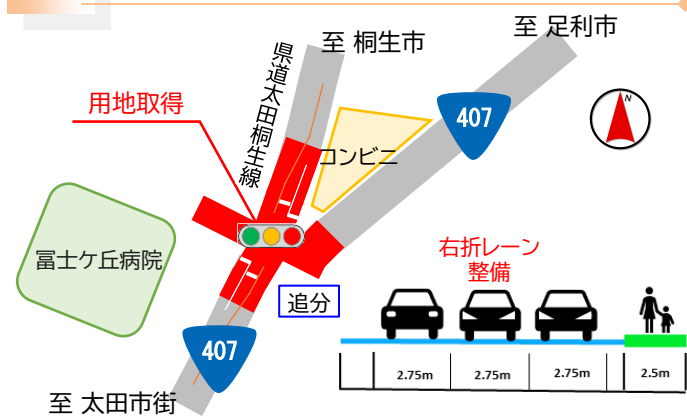 至 足利市
至 桐生市
県道太田桐生線
用地取得
407
N
コンビニ
冨士ケ丘病院
右折レーン
整備
追分
407
2.75m
2.75m
2.75m
2.5m
至 太田市街